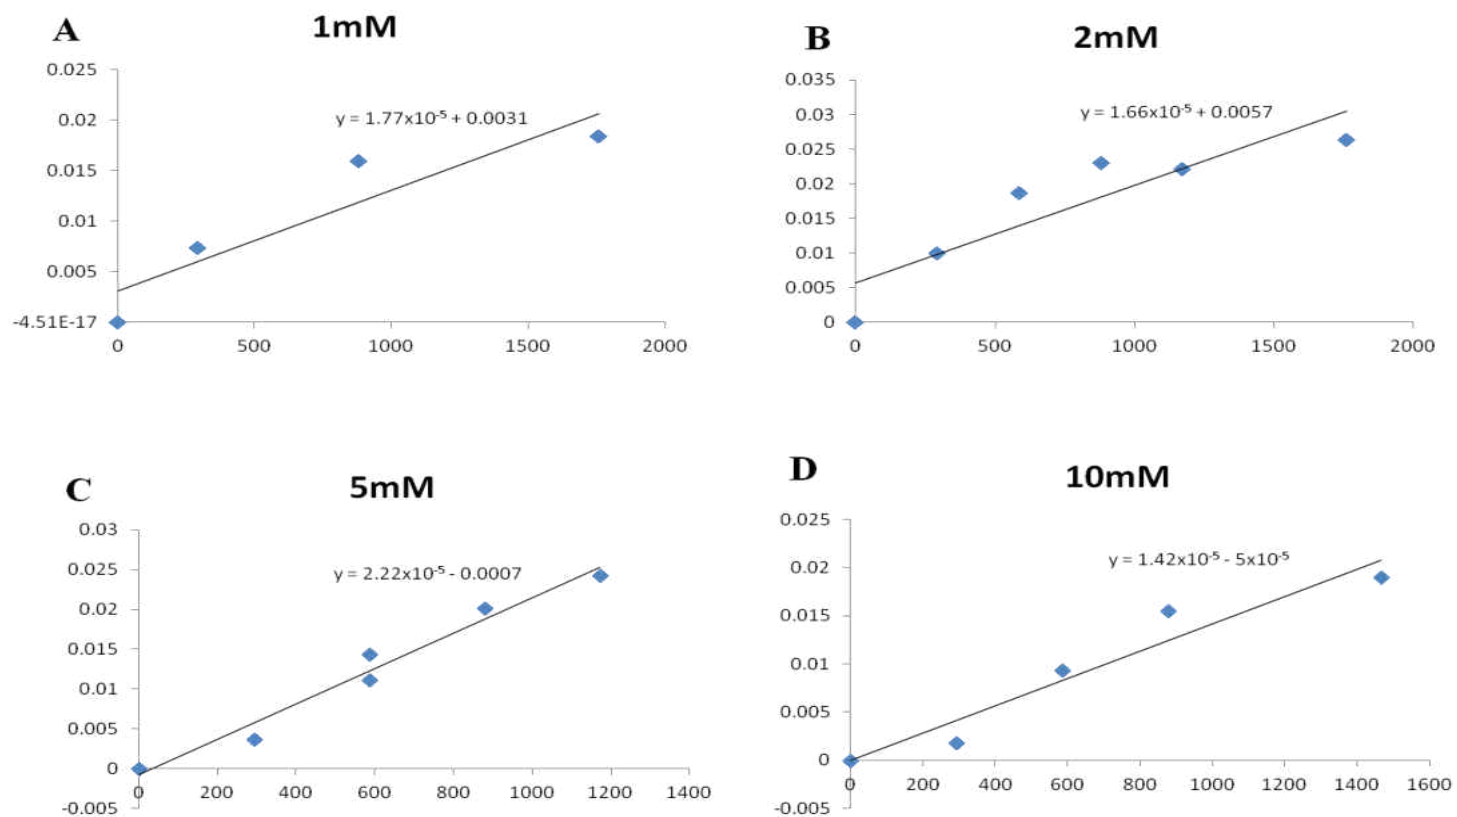 A
1mM
0.025
0.02
0.015
0.01
0.005
-4.51E-17
y = 1.77x10⁻⁵ + 0.0031
0 500 1000 1500 2000
B
2mM
0.035
0.03
0.025
0.02
0.015
0.01
0.005
0
y = 1.66x10⁻⁵ + 0.0057
0 500 1000 1500 2000
C
5mM
0.03
0.025
0.02
0.015
0.01
0.005
0
-0.005
y = 2.22x10⁻⁵ - 0.0007
0 200 400 600 800 1000 1200 1400
D
10mM
0.025
0.02
0.015
0.01
0.005
0
-0.005
y = 1.42x10⁻⁵ - 5x10⁻⁵
0 200 400 600 800 1000 1200 1400 1600